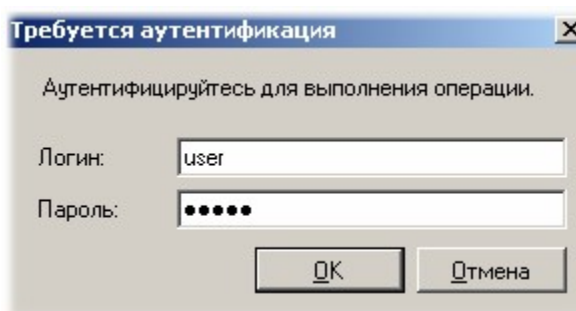 Требуется аутентификация
Аутентифицируйтесь для выполнения операции.
Логин: user
Пароль: •••••
OK Отмена